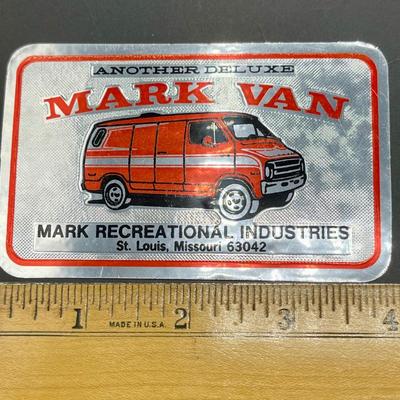 ANOTHER DELUXE
MARK VAN
MARK RECREATIONAL INDUSTRIES
St. Louis, Missouri 63042
1 MADE IN U.S.A. 2 3 4